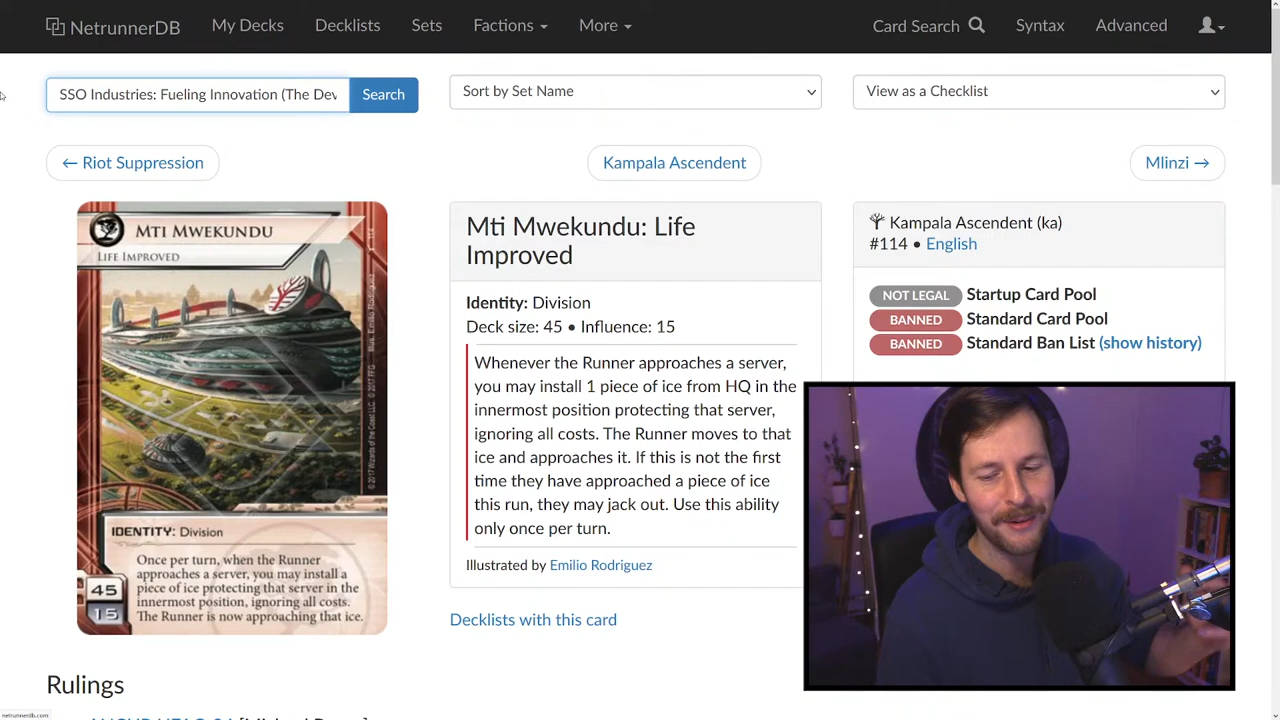 NetrunnerDB My Decks Decklists Sets Factions More Card Search Syntax Advanced
SSO Industries: Fueling Innovation (The Dev Search Sort by Set Name View as a Checklist
← Riot Suppression Kampala Ascendent Mlinzi →
MTI MWEKUNDU
LIFE IMPROVED
IDENTITY: Division
Once per turn, when the Runner
approaches a server, you may install a
piece of ice protecting that server in the
innermost position, ignoring all costs.
The Runner is now approaching that ice.
45
15
Illus. Emilio Rodriguez
Mti Mwekundu: Life
Improved
Identity: Division
Deck size: 45 • Influence: 15
Whenever the Runner approaches a server,
you may install 1 piece of ice from HQ in the
innermost position protecting that server,
ignoring all costs. The Runner moves to that
ice and approaches it. If this is not the first
time they have approached a piece of ice
this run, they may jack out. Use this ability
only once per turn.
Illustrated by Emilio Rodriguez
Decklists with this card
Kampala Ascendent (ka)
#114 • English
NOT LEGAL Startup Card Pool
BANNED Standard Card Pool
BANNED Standard Ban List (show history)
Rulings
netrunnerdb.com